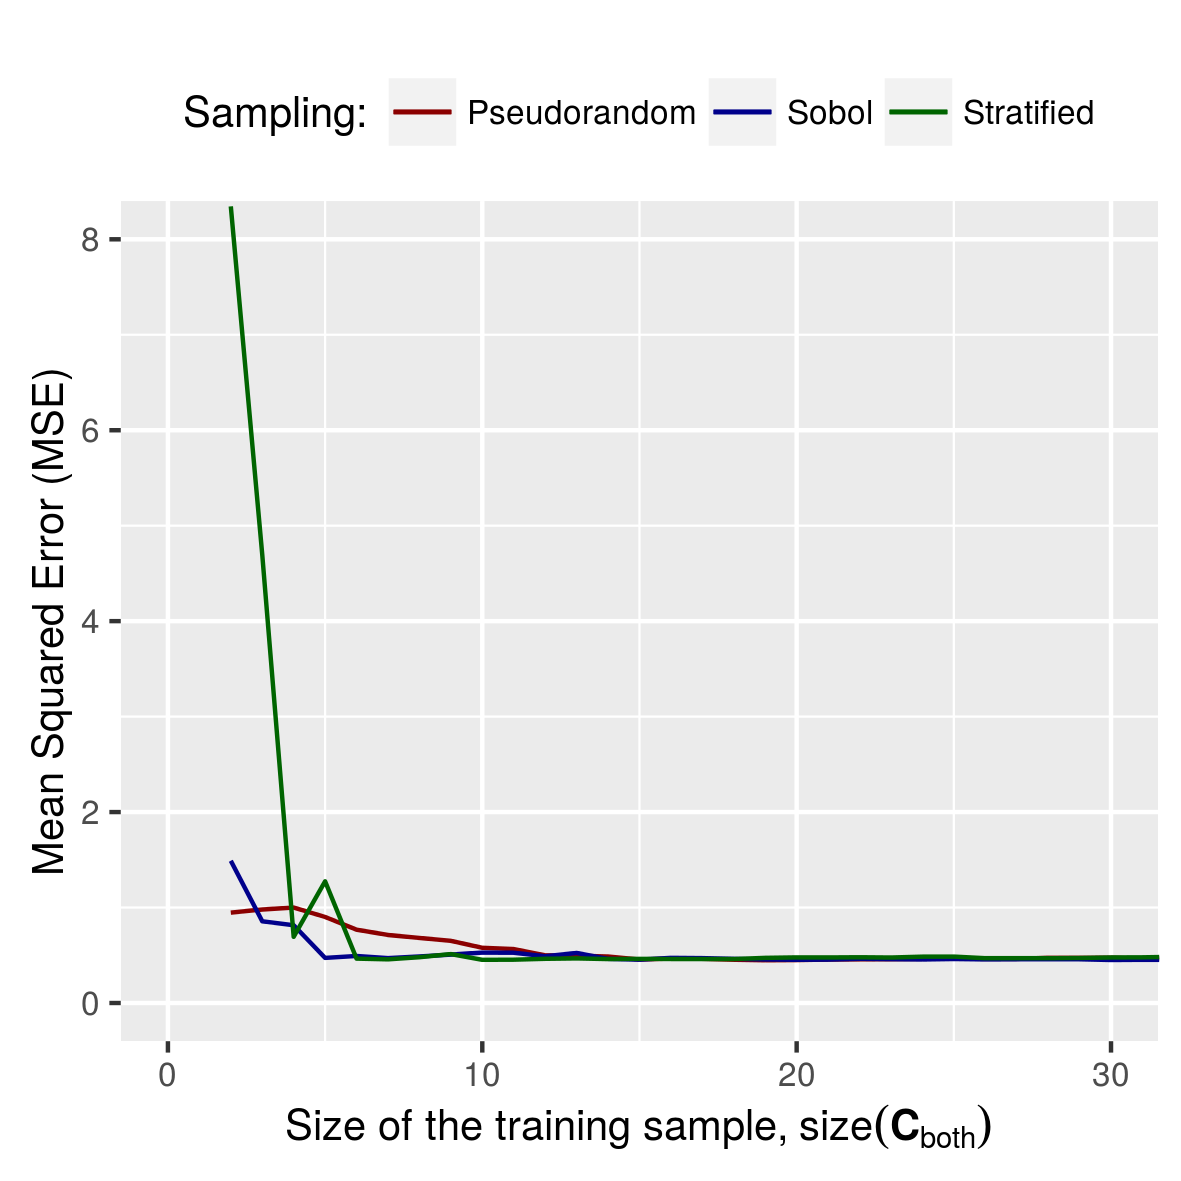 Sampling: Pseudorandom Sobol Stratified
Mean Squared Error (MSE)
8
6
4
2
0
0 10 20 30
Size of the training sample, size(Cboth)